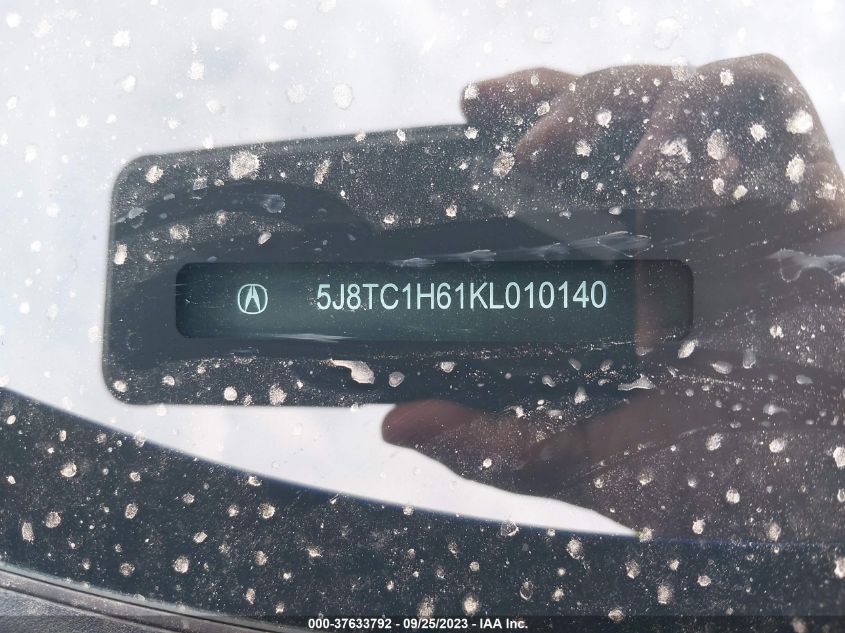 5J8TC1H61KL010140
000-37633792 - 09/25/2023 - IAA Inc.